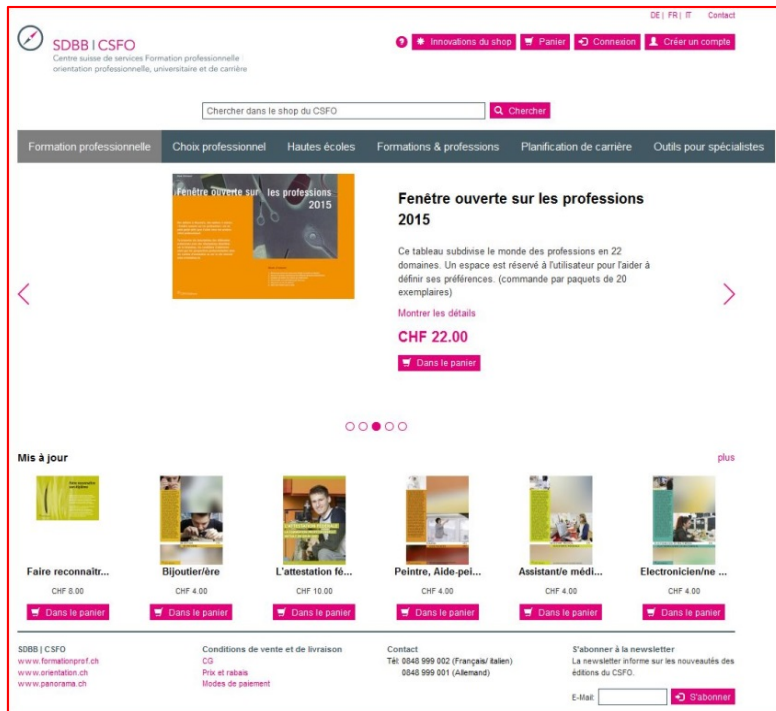 DE | FR | IT Contact
SDBB | CSFO
Centre suisse de services Formation professionnelle
orientation professionnelle, universitaire et de carrière
? Innovations du shop Panier Connexion Créer un compte
Chercher dans le shop du CSFO Chercher
Formation professionnelle Choix professionnel Hautes écoles Formations & professions Planification de carrière Outils pour spécialistes
Fenêtre ouverte sur les professions
2015
Fenêtre ouverte sur les professions
2015
Ce tableau subdivise le monde des professions en 22
domaines. Un espace est réservé à l'utilisateur pour l'aider à
définir ses préférences. (commande par paquets de 20
exemplaires)
Montrer les détails
CHF 22.00
Dans le panier
Mis à jour plus
Faire reconnaîtr... Bijoutier/ère L'attestation fé... Peintre, Aide-pei... Assistant/e médi... Electronicien/ne ...
CHF 8.00 CHF 4.00 CHF 10.00 CHF 4.00 CHF 4.00 CHF 4.00
Dans le panier Dans le panier Dans le panier Dans le panier Dans le panier Dans le panier
SDBB | CSFO
www.formationprof.ch
www.orientation.ch
www.panorama.ch
Conditions de vente et de livraison
CG
Prix et rabais
Modes de paiement
Contact
Tél: 0848 999 002 (Français/ Italien)
0848 999 001 (Allemand)
S'abonner à la newsletter
La newsletter informe sur les nouveautés des
éditions du CSFO.
E-Mail: S'abonner